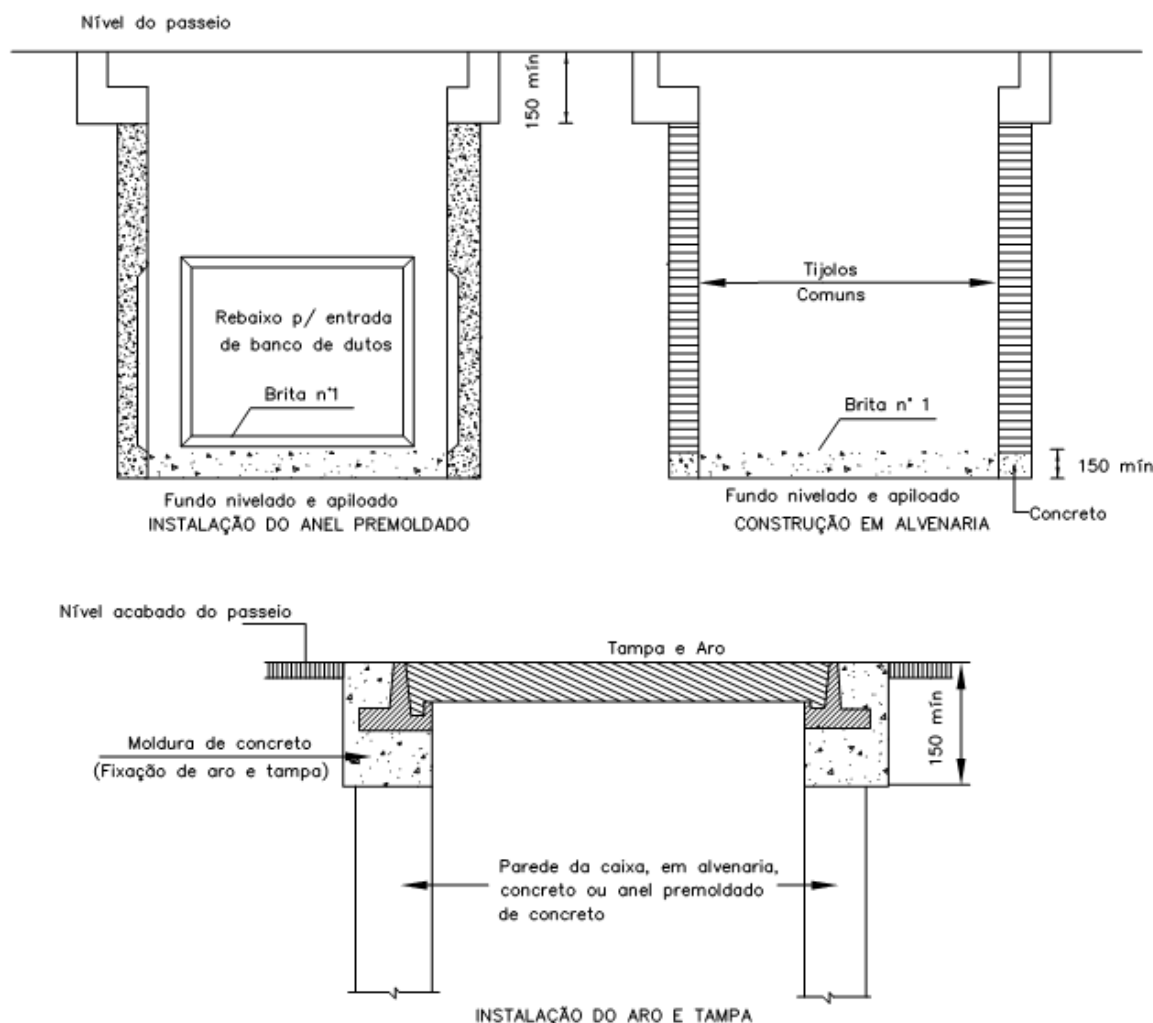 Nível do passeio
150 mín
Rebaixo p/ entrada
de banco de dutos
Brita n°1
Fundo nivelado e apiloado
INSTALAÇÃO DO ANEL PREMOLDADO
Tijolos
Comuns
Brita n° 1
150 mín
Fundo nivelado e apiloado
Concreto
CONSTRUÇÃO EM ALVENARIA
Nível acabado do passeio
Tampa e Aro
150 mín
Moldura de concreto
(Fixação de aro e tampa)
Parede da caixa, em alvenaria,
concreto ou anel premoldado
de concreto
INSTALAÇÃO DO ARO E TAMPA